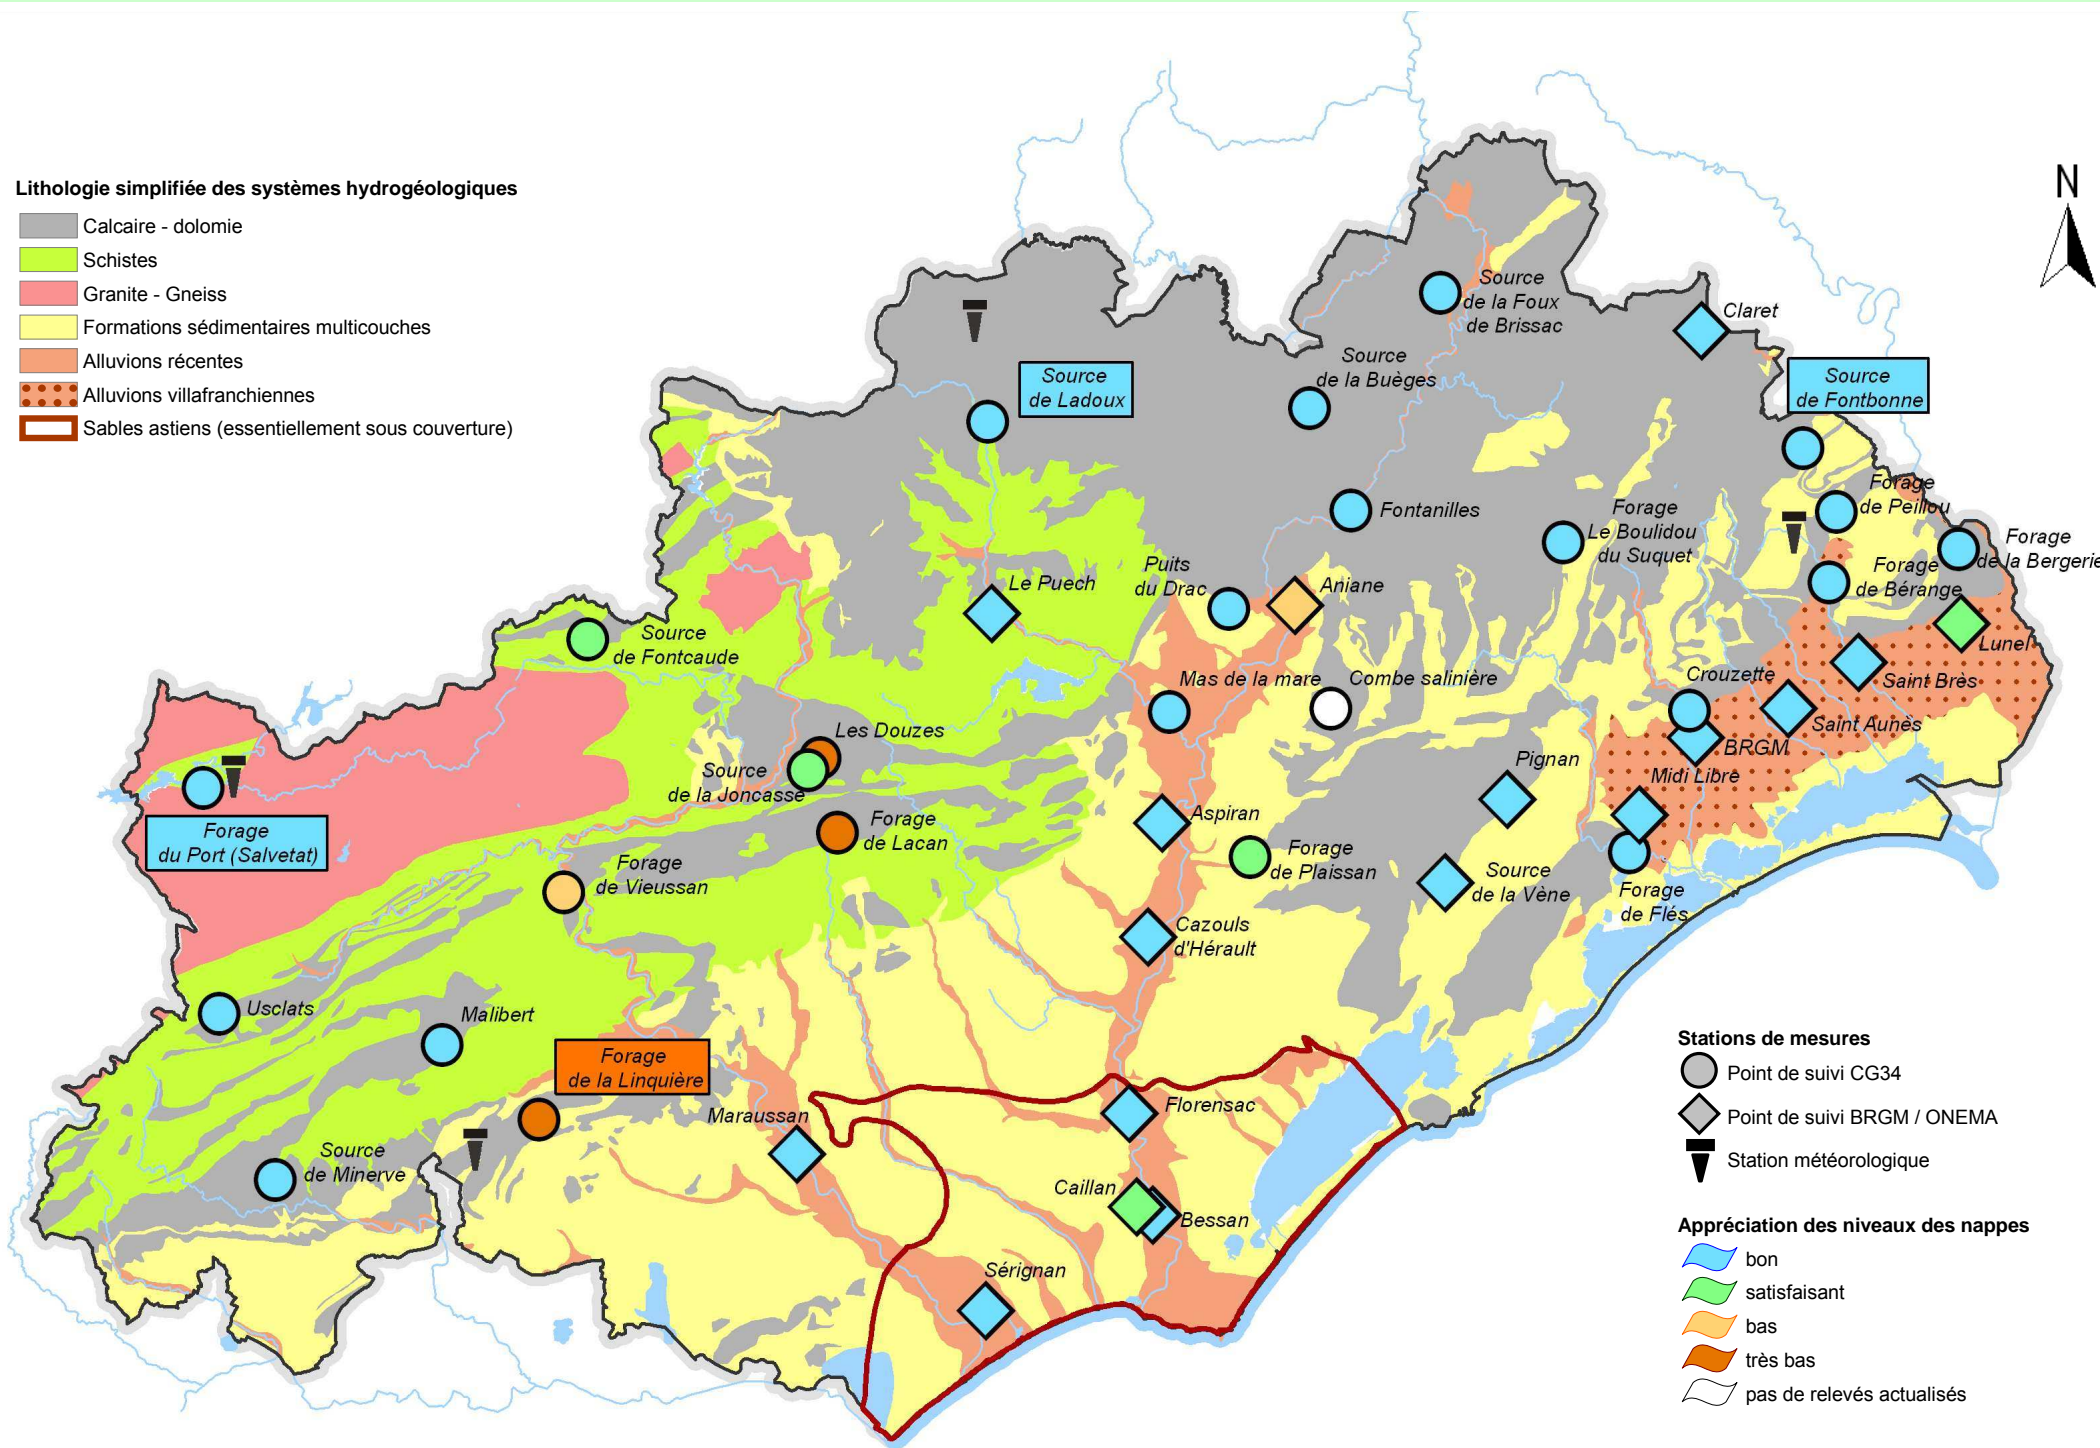 Lithologie simplifiée des systèmes hydrogéologiques
Calcaire - dolomie
Schistes
Granite - Gneiss
Formations sédimentaires multicouches
Alluvions récentes
Alluvions villafranchiennes
Sables astiens (essentiellement sous couverture)
N
Source
de la Foux
de Brissac
Claret
Source
de la Buèges
Source
de Ladoux
Source
de Fontbonne
Fontanilles
Forage
Le Boulidou
du Suquet
Forage
de Peillou
Forage
de la Bergerie
Forage
de Bérange
Puits
du Drac
Aniane
Le Puech
Lunel
Source
de Fontcaude
Mas de la mare
Combe salinière
Crouzette
Saint Brès
Saint Aunès
BRGM
Midi Libre
Les Douzes
Source
de la Joncasse
Pignan
Aspiran
Forage
de Lacan
Forage
du Port (Salvetat)
Forage
de Plaissan
Forage
de Vieussan
Source
de la Vène
Forage
de Flés
Cazouls
d'Hérault
Usclats
Malibert
Forage
de la Linquière
Maraussan
Florensac
Source
de Minerve
Caillan
Bessan
Sérignan
Stations de mesures
Point de suivi CG34
Point de suivi BRGM / ONEMA
Station météorologique
Appréciation des niveaux des nappes
bon
satisfaisant
bas
très bas
pas de relevés actualisés